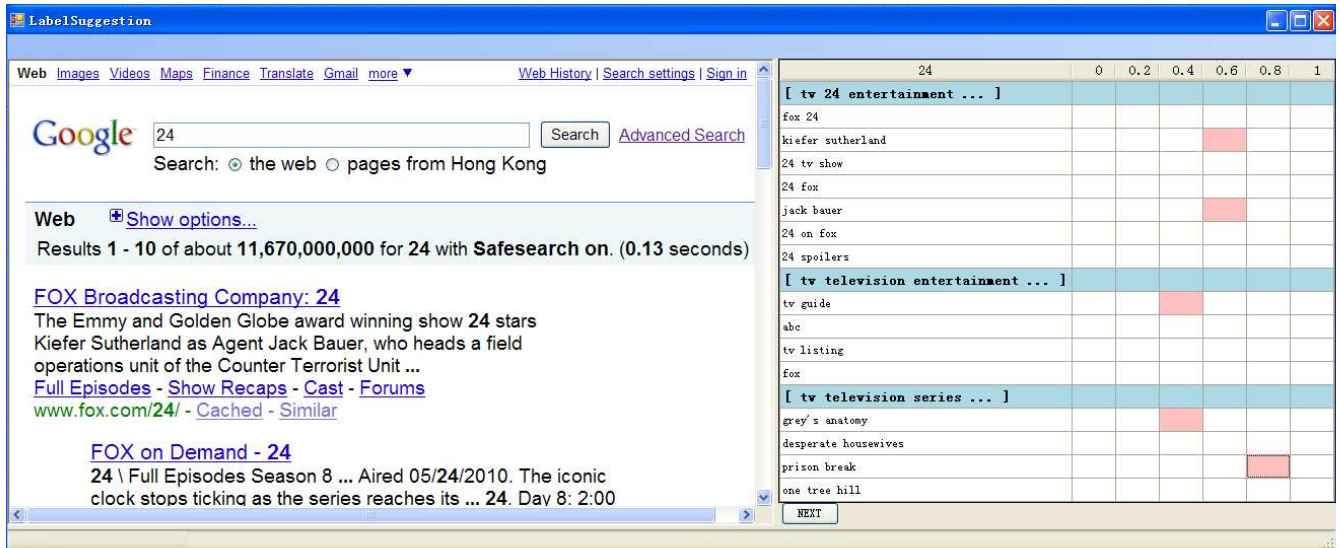 LabelSuggestion
Web Images Videos Maps Finance Translate Gmail more ▼ Web History | Search settings | Sign in
Google 24 Search Advanced Search
Search: the web pages from Hong Kong
Web Show options...
Results 1 - 10 of about 11,670,000,000 for 24 with Safesearch on. (0.13 seconds)
FOX Broadcasting Company: 24
The Emmy and Golden Globe award winning show 24 stars
Kiefer Sutherland as Agent Jack Bauer, who heads a field
operations unit of the Counter Terrorist Unit ...
Full Episodes - Show Recaps - Cast - Forums
www.fox.com/24/ - Cached - Similar
FOX on Demand - 24
24 \ Full Episodes Season 8 ... Aired 05/24/2010. The iconic
clock stops ticking as the series reaches its ... 24. Day 8: 2:00
24 0 0.2 0.4 0.6 0.8 1
[ tv 24 entertainment ... ]
fox 24
kiefer sutherland
24 tv show
24 fox
jack bauer
24 on fox
24 spoilers
[ tv television entertainment ... ]
tv guide
abc
tv listing
fox
[ tv television series ... ]
grey's anatomy
desperate housewives
prison break
one tree hill
NEXT